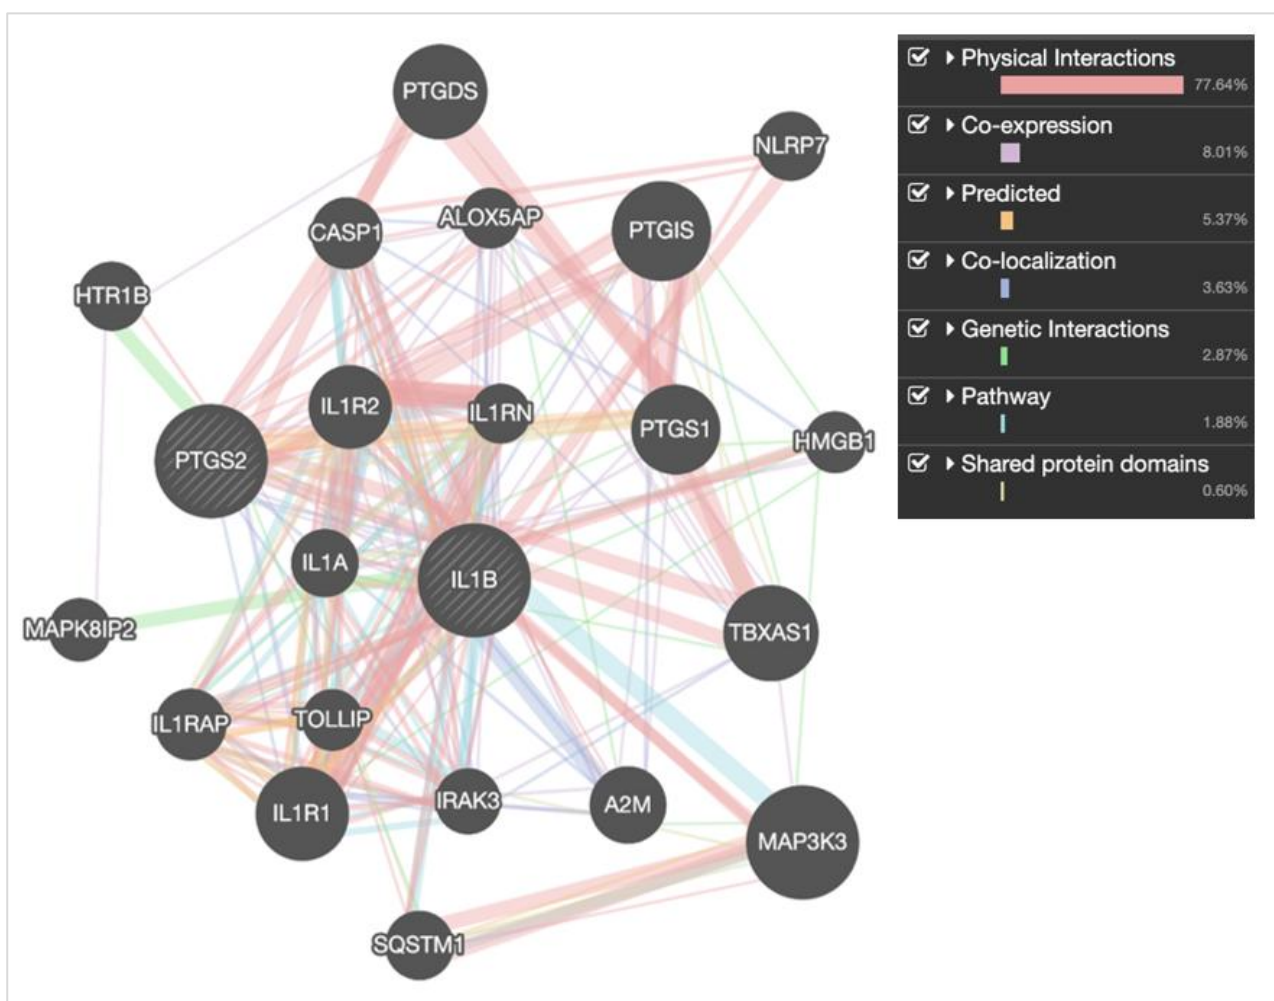 PTGDS
NLRP7
CASP1
ALOX5AP
PTGIS
HTR1B
IL1R2
IL1RN
PTGS1
HMGB1
PTGS2
IL1A
IL1B
MAPK8IP2
TBXAS1
IL1RAP
TOLLIP
IL1R1
IRAK3
A2M
MAP3K3
SQSTM1
Physical Interactions
77.64%
Co-expression
8.01%
Predicted
5.37%
Co-localization
3.63%
Genetic Interactions
2.87%
Pathway
1.88%
Shared protein domains
0.60%